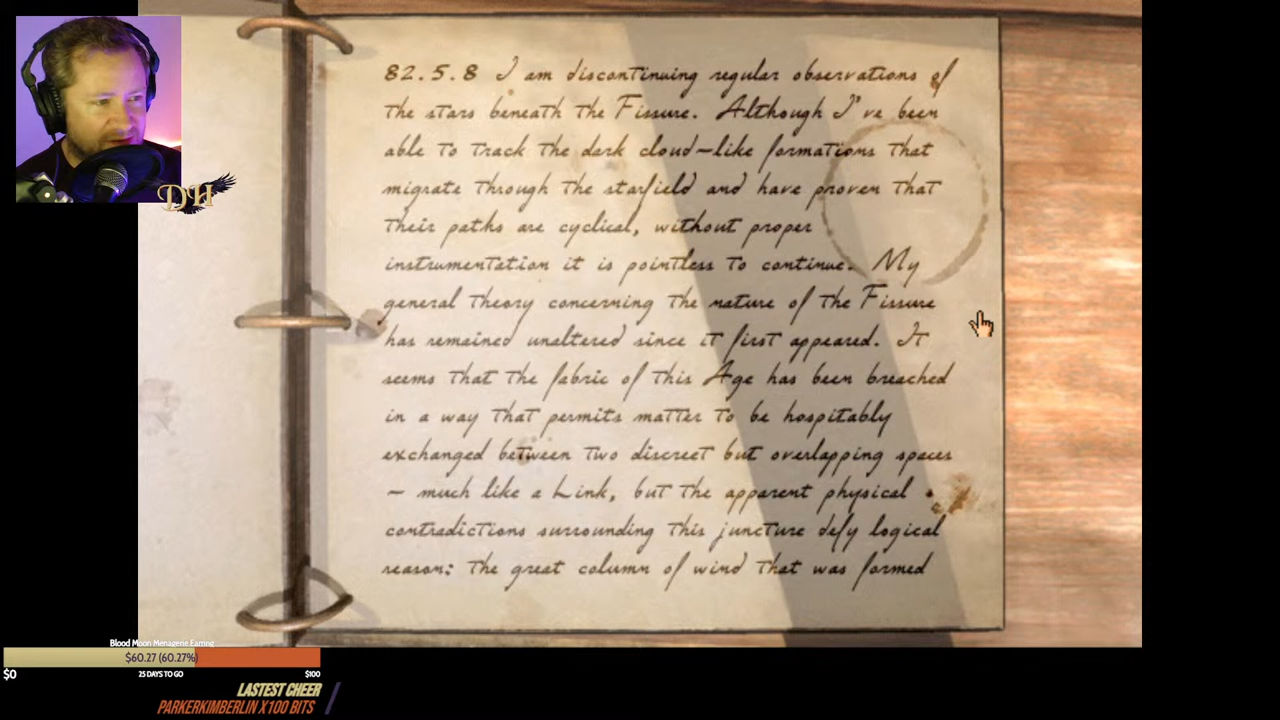 82.5.8 I am discontinuing regular observations of
the stars beneath the Fissure. Although I've been
able to track the dark cloud-like formations that
migrate through the starfield and have proven that
their paths are cyclical, without proper
instrumentation it is pointless to continue. My
general theory concerning the nature of the Fissure
has remained unaltered since it first appeared. It
seems that the fabric of this Age has been breached
in a way that permits matter to be hospitably
exchanged between two discreet but overlapping spaces
- much like a Link, but the apparent physical
contradictions surrounding this juncture defy logical
reason: the great column of wind that was formed
DH
Blood Moon Menagerie Earring
$60.27 (60.27%)
$0 25 DAYS TO GO $100
LASTEST CHEER
PARKERKIMBERLIN X100 BITS